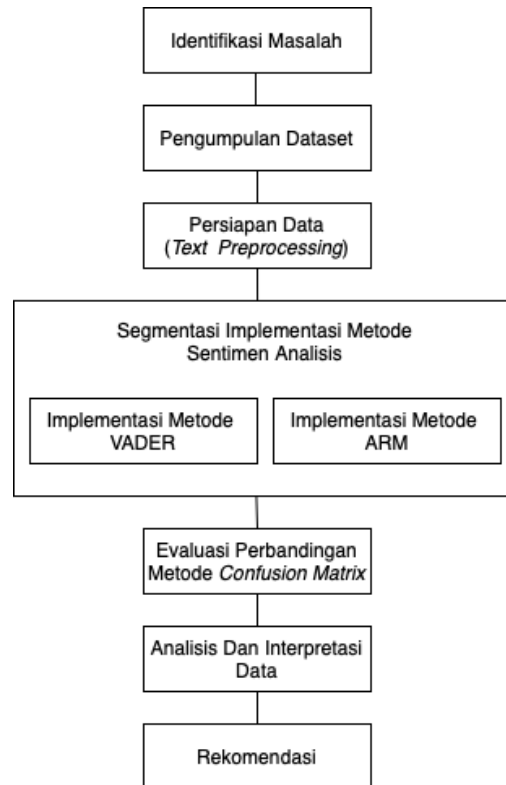 Identifikasi Masalah
Pengumpulan Dataset
Persiapan Data
(Text Preprocessing)
Segmentasi Implementasi Metode
Sentimen Analisis
Implementasi Metode
VADER
Implementasi Metode
ARM
Evaluasi Perbandingan
Metode Confusion Matrix
Analisis Dan Interpretasi
Data
Rekomendasi